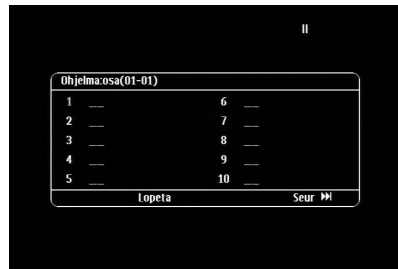 Ohjelma:osa(01-01)
1 __ 6 __
2 __ 7 __
3 __ 8 __
4 __ 9 __
5 __ 10 __
Lopeta Seur